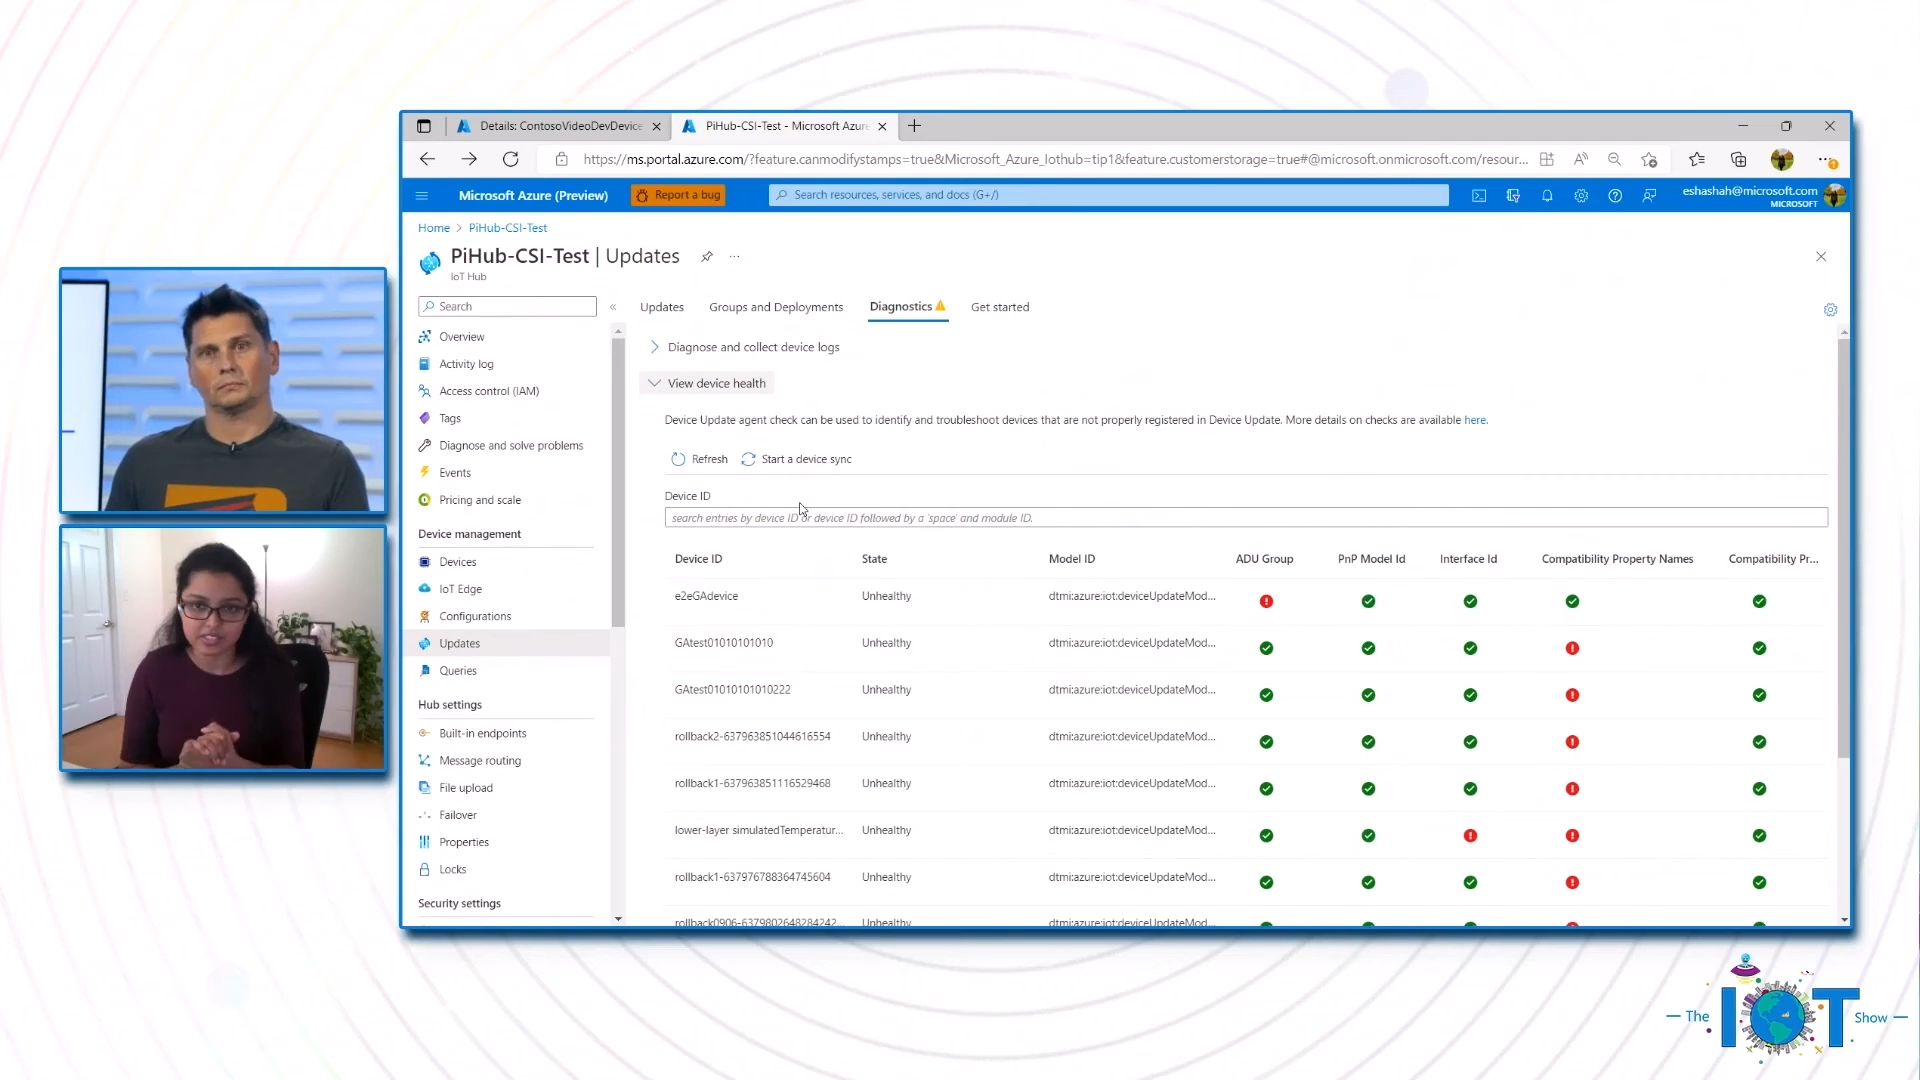 Details: ContosoVideoDevDevice
PiHub-CSI-Test - Microsoft Azure
https://ms.portal.azure.com/?feature.canmodifystamps=true&Microsoft_Azure_Iothub=tip1&feature.customerstorage=true#@microsoft.onmicrosoft.com/resour...
Microsoft Azure (Preview)
Report a bug
Search resources, services, and docs (G+/)
eshashah@microsoft.com
MICROSOFT
Home > PiHub-CSI-Test
PiHub-CSI-Test | Updates
IoT Hub
Search
Overview
Activity log
Access control (IAM)
Tags
Diagnose and solve problems
Events
Pricing and scale
Device management
Devices
IoT Edge
Configurations
Updates
Queries
Hub settings
Built-in endpoints
Message routing
File upload
Failover
Properties
Locks
Security settings
Updates Groups and Deployments Diagnostics Get started
Diagnose and collect device logs
View device health
Device Update agent check can be used to identify and troubleshoot devices that are not properly registered in Device Update. More details on checks are available here.
Refresh Start a device sync
Device ID
search entries by device ID or device ID followed by a 'space' and module ID.
Device ID State Model ID ADU Group PnP Model Id Interface Id Compatibility Property Names Compatibility Pr...
e2eGAdevice Unhealthy dtmi:azure:iot:deviceUpdateMod...
GAtest01010101010 Unhealthy dtmi:azure:iot:deviceUpdateMod...
GAtest01010101010222 Unhealthy dtmi:azure:iot:deviceUpdateMod...
rollback2-637963851044616554 Unhealthy dtmi:azure:iot:deviceUpdateMod...
rollback1-637963851116529468 Unhealthy dtmi:azure:iot:deviceUpdateMod...
lower-layer simulatedTemperatur... Unhealthy dtmi:azure:iot:deviceUpdateMod...
rollback1-637976788364745604 Unhealthy dtmi:azure:iot:deviceUpdateMod...
rollback0906-6379802648284242... Unhealthy dtmi:azure:iot:deviceUpdateMod...
The IOT Show